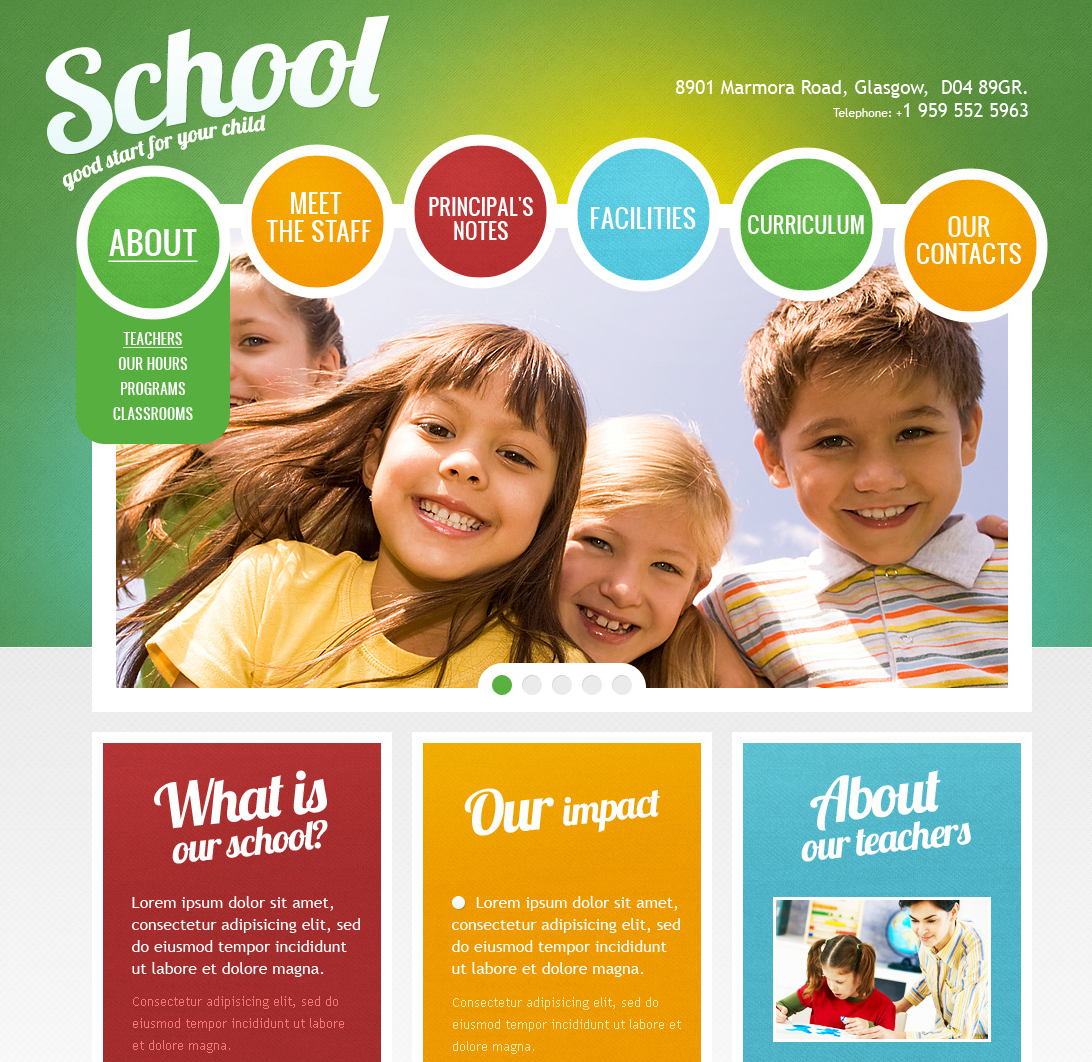 School
good start for your child
8901 Marmora Road, Glasgow, D04 89GR.
Telephone: +1 959 552 5963
ABOUT
MEET
THE STAFF
PRINCIPAL'S
NOTES
FACILITIES
CURRICULUM
OUR
CONTACTS
TEACHERS
OUR HOURS
PROGRAMS
CLASSROOMS
What is
our school?
Lorem ipsum dolor sit amet,
consectetur adipisicing elit, sed
do eiusmod tempor incididunt
ut labore et dolore magna.
Consectetur adipisicing elit, sed do
eiusmod tempor incididunt ut labore
et dolore magna.
Our impact
Lorem ipsum dolor sit amet,
consectetur adipisicing elit, sed
do eiusmod tempor incididunt
ut labore et dolore magna.
Consectetur adipisicing elit, sed do
eiusmod tempor incididunt ut labore et
dolore magna.
About
our teachers